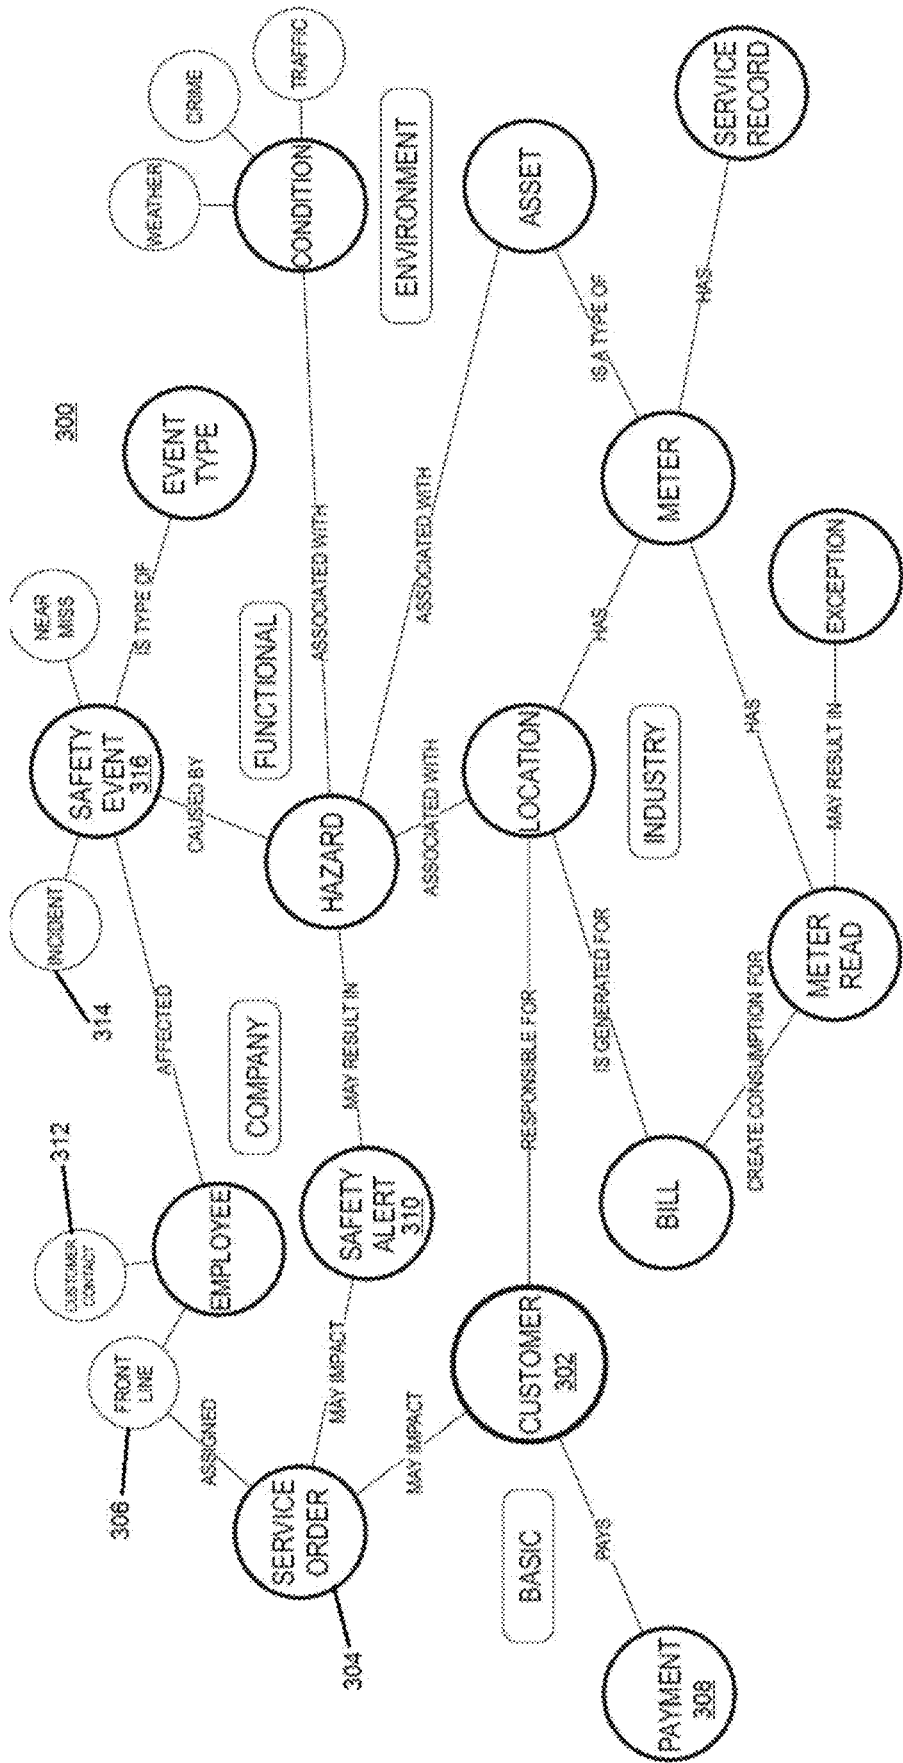 300
312
CUSTOMER
CONTACT
314
INCIDENT
SAFETY
EVENT
316
NEAR
MISS
306
FRONT
LINE
IS TYPE OF
EVENT
TYPE
WEATHER
CRIME
AFFECTED
CAUSED BY
EMPLOYEE
ASSIGNED
COMPANY
FUNCTIONAL
TRAFFIC
CONDITION
SERVICE
ORDER
304
MAY IMPACT
SAFETY
ALERT
310
MAY RESULT IN
HAZARD
ASSOCIATED WITH
ENVIRONMENT
MAY IMPACT
ASSOCIATED WITH
ASSOCIATED WITH
BASIC
CUSTOMER
302
RESPONSIBLE FOR
LOCATION
ASSET
PAYS
IS GENERATED FOR
HAS
IS A TYPE OF
INDUSTRY
PAYMENT
308
BILL
METER
HAS
SERVICE
RECORD
CREATE CONSUMPTION FOR
HAS
METER
READ
MAY RESULT IN
EXCEPTION